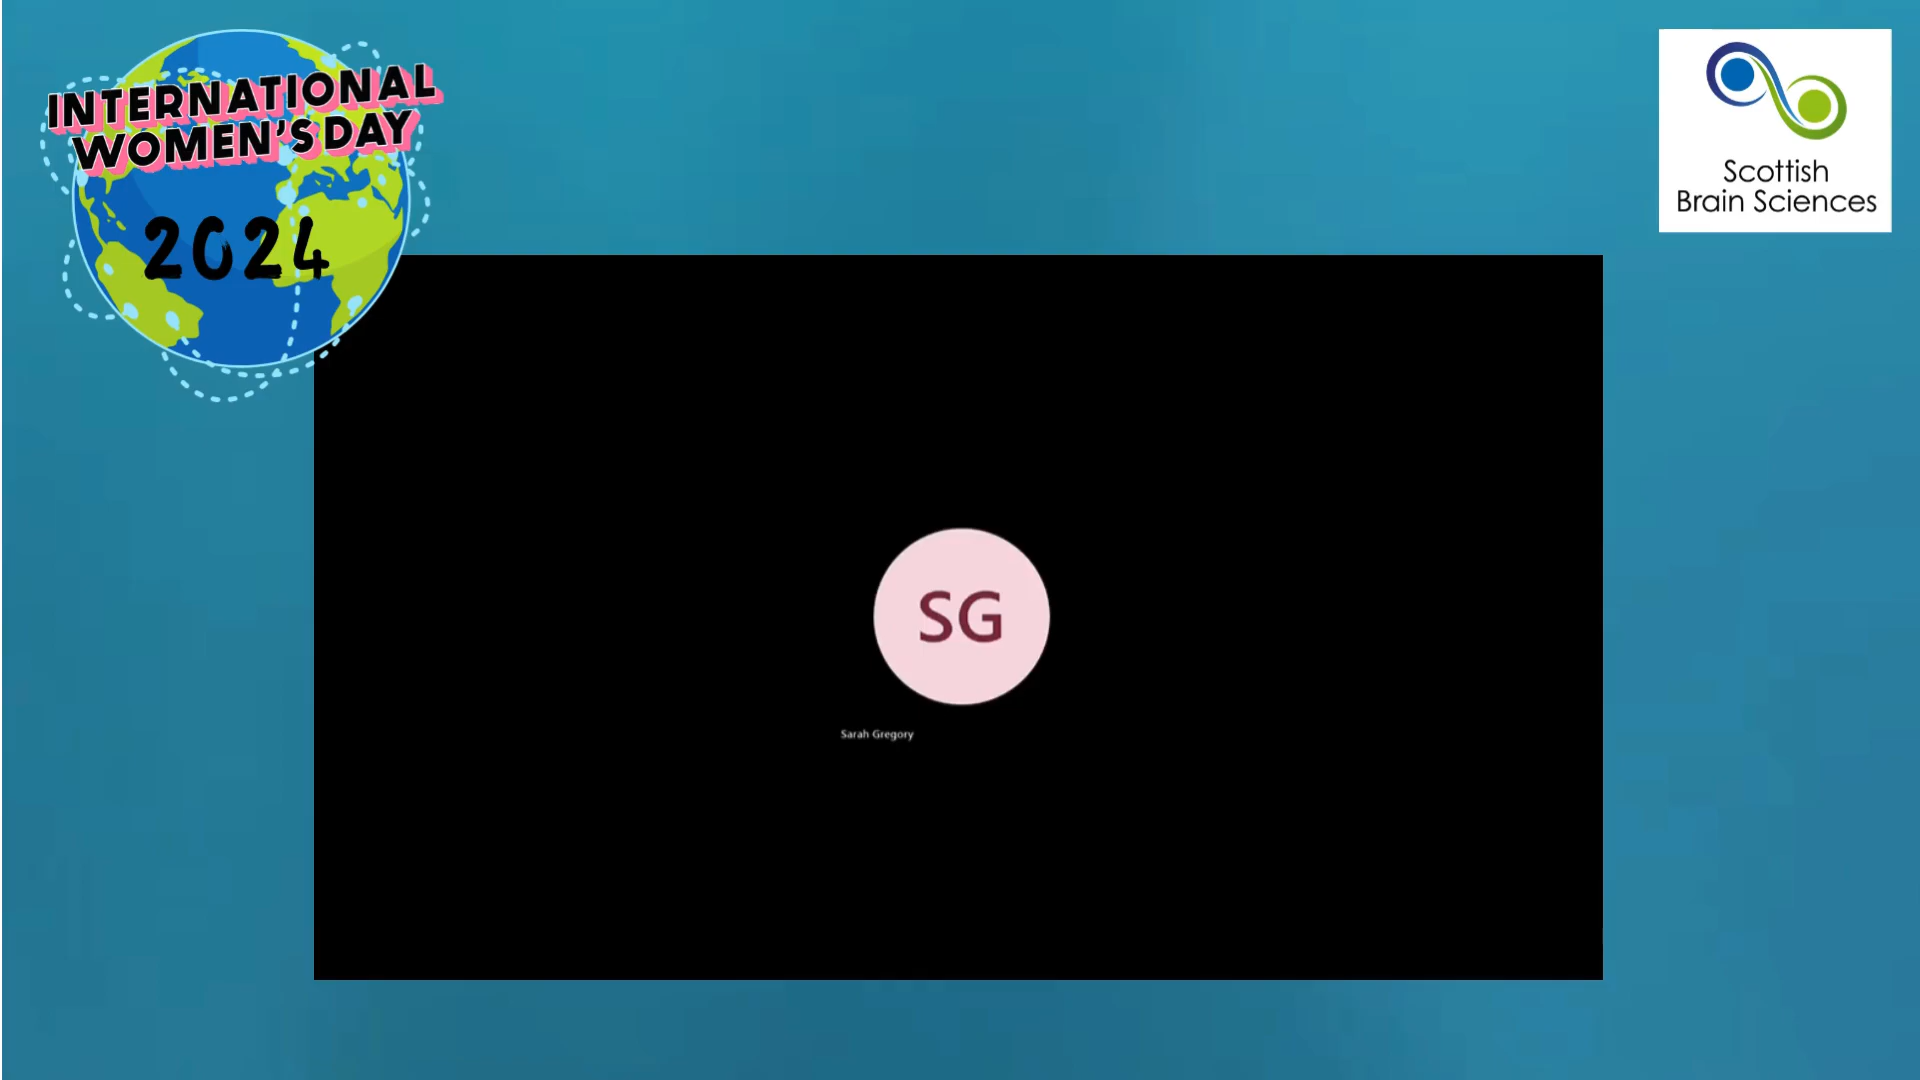 INTERNATIONAL
WOMEN'S DAY
2024
Scottish
Brain Sciences
SG
Sarah Gregory